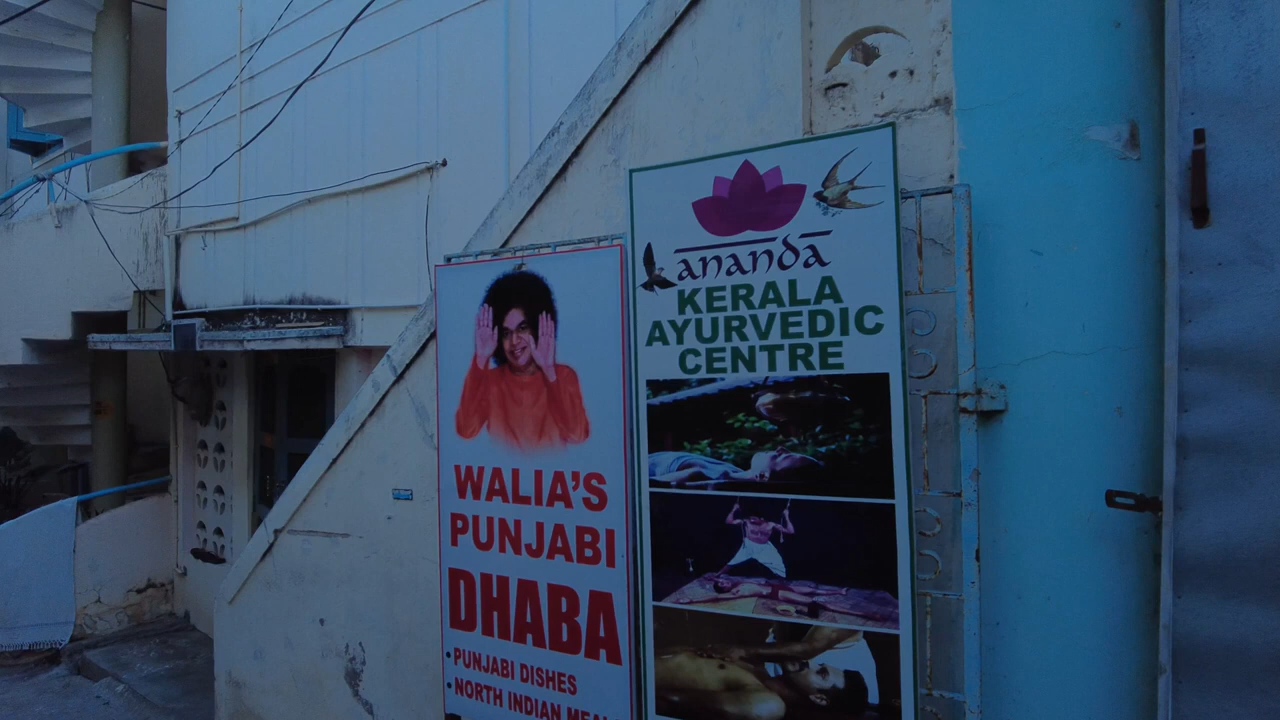 WALIA'S
PUNJABI
DHABA
• PUNJABI DISHES
• NORTH INDIAN
ananda
KERALA
AYURVEDIC
CENTRE